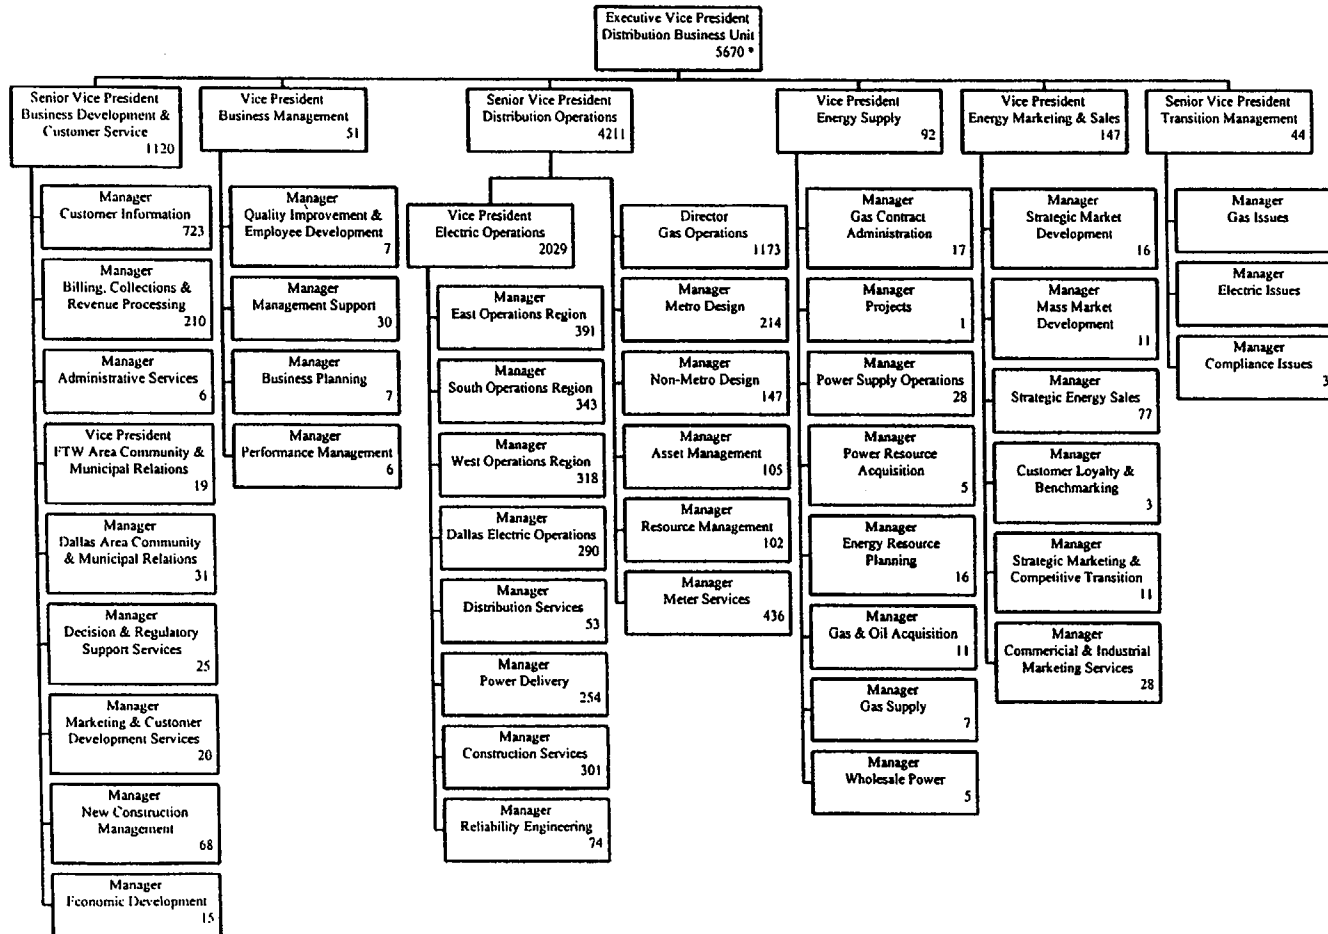 Executive Vice President
Distribution Business Unit
5670 *
Senior Vice President
Business Development &
Customer Service
1120
Manager
Customer Information
723
Manager
Billing, Collections &
Revenue Processing
210
Manager
Administrative Services
6
Vice President
FTW Area Community &
Municipal Relations
19
Manager
Dallas Area Community
& Municipal Relations
31
Manager
Decision & Regulatory
Support Services
25
Manager
Marketing & Customer
Development Services
20
Manager
New Construction
Management
68
Manager
Economic Development
15
Vice President
Business Management
51
Manager
Quality Improvement &
Employee Development
7
Manager
Management Support
30
Manager
Business Planning
7
Manager
Performance Management
6
Senior Vice President
Distribution Operations
4211
Vice President
Electric Operations
2029
Manager
East Operations Region
391
Manager
South Operations Region
343
Manager
West Operations Region
318
Manager
Dallas Electric Operations
290
Manager
Distribution Services
53
Manager
Power Delivery
254
Manager
Construction Services
301
Manager
Reliability Engineering
74
Director
Gas Operations
1173
Manager
Metro Design
214
Manager
Non-Metro Design
147
Manager
Asset Management
105
Manager
Resource Management
102
Manager
Meter Services
436
Vice President
Energy Supply
92
Manager
Gas Contract
Administration
17
Manager
Projects
1
Manager
Power Supply Operations
28
Manager
Power Resource
Acquisition
5
Manager
Energy Resource
Planning
16
Manager
Gas & Oil Acquisition
11
Manager
Gas Supply
7
Manager
Wholesale Power
5
Vice President
Energy Marketing & Sales
147
Manager
Strategic Market
Development
16
Manager
Mass Market
Development
11
Manager
Strategic Energy Sales
77
Manager
Customer Loyalty &
Benchmarking
3
Manager
Strategic Marketing &
Competitive Transition
11
Manager
Commericial & Industrial
Marketing Services
28
Senior Vice President
Transition Management
44
Manager
Gas Issues
Manager
Electric Issues
Manager
Compliance Issues
3